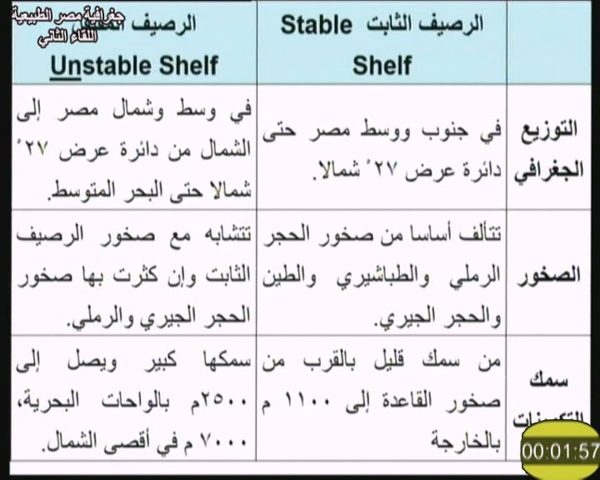 جغرافية مصر الطبيعية
اللقاء الثاني
الرصيف الثابت Stable
Shelf
الرصيف
Unstable Shelf
التوزيع
الجغرافي
في جنوب ووسط مصر حتى
دائرة عرض ٢٧° شمالا.
في وسط وشمال مصر إلى
الشمال من دائرة عرض ٢٧°
شمالا حتى البحر المتوسط.
الصخور
تتألف أساسا من صخور الحجر
الرملي والطباشيري والطين
والحجر الجيري.
تتشابه مع صخور الرصيف
الثابت وإن كثرت بها صخور
الحجر الجيري والرملي.
سمك
من سمك قليل بالقرب من
صخور القاعدة إلى ١١٠٠ م
بالخارجة
سمكها كبير ويصل إلى
٢٥٠٠م بالواحات البحرية،
٧٠٠٠ م في أقصى الشمال.
00:01:57